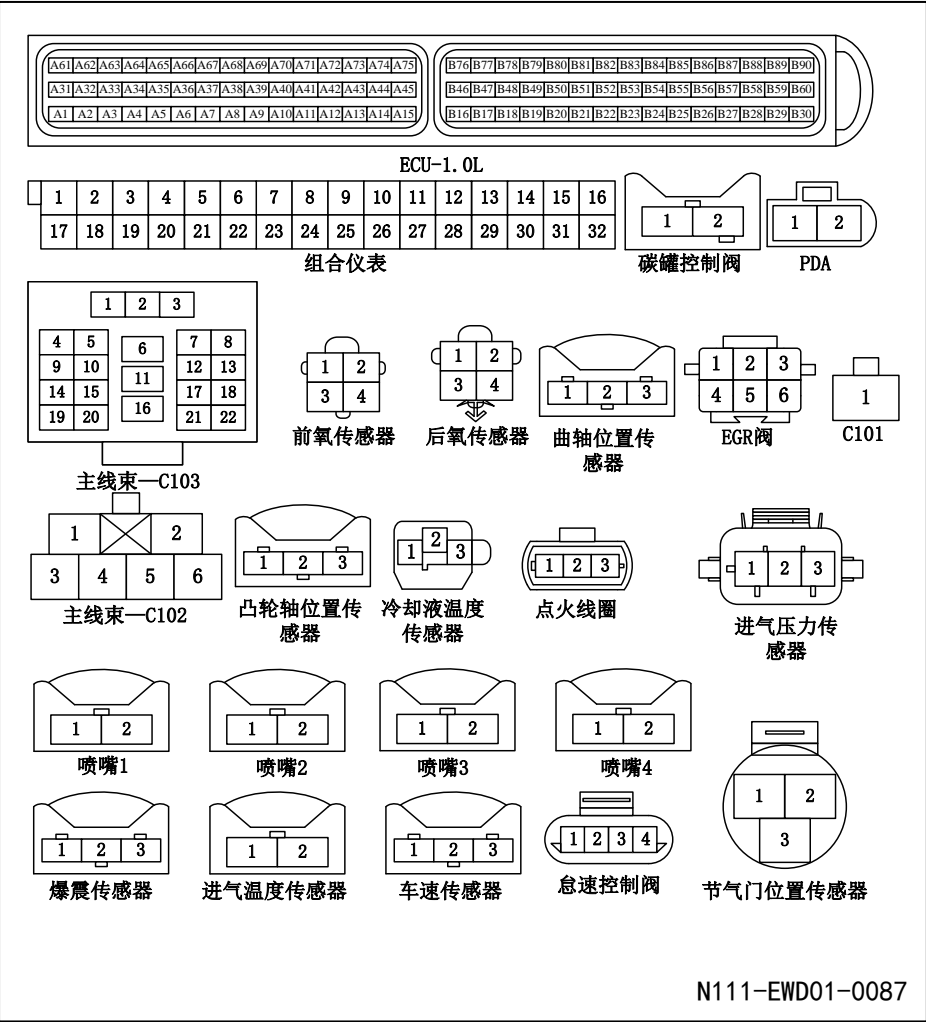 A61 A62 A63 A64 A65 A66 A67 A68 A69 A70 A71 A72 A73 A74 A75 B76 B77 B78 B79 B80 B81 B82 B83 B84 B85 B86 B87 B88 B89 B90
A31 A32 A33 A34 A35 A36 A37 A38 A39 A40 A41 A42 A43 A44 A45 B46 B47 B48 B49 B50 B51 B52 B53 B54 B55 B56 B57 B58 B59 B60
A1 A2 A3 A4 A5 A6 A7 A8 A9 A10 A11 A12 A13 A14 A15 B16 B17 B18 B19 B20 B21 B22 B23 B24 B25 B26 B27 B28 B29 B30
ECU-1.0L
1 2 3 4 5 6 7 8 9 10 11 12 13 14 15 16
17 18 19 20 21 22 23 24 25 26 27 28 29 30 31 32
组合仪表
1 2
碳罐控制阀
1 2
PDA
1 2 3
4 5 6 7 8
9 10 11 12 13
14 15 16 17 18
19 20 21 22
主线束—C103
1 2
3 4
前氧传感器
1 2
3 4
后氧传感器
1 2 3
曲轴位置传
感器
1 2 3
4 5 6
EGR阀
1
C101
1 2
3 4 5 6
主线束—C102
1 2 3
凸轮轴位置传
感器
1 2 3
冷却液温度
传感器
1 2 3
点火线圈
1 2 3
进气压力传
感器
1 2
喷嘴1
1 2
喷嘴2
1 2
喷嘴3
1 2
喷嘴4
1 2 3
爆震传感器
1 2
进气温度传感器
1 2 3
车速传感器
1 2 3 4
怠速控制阀
1 2
3
节气门位置传感器
N111-EWD01-0087